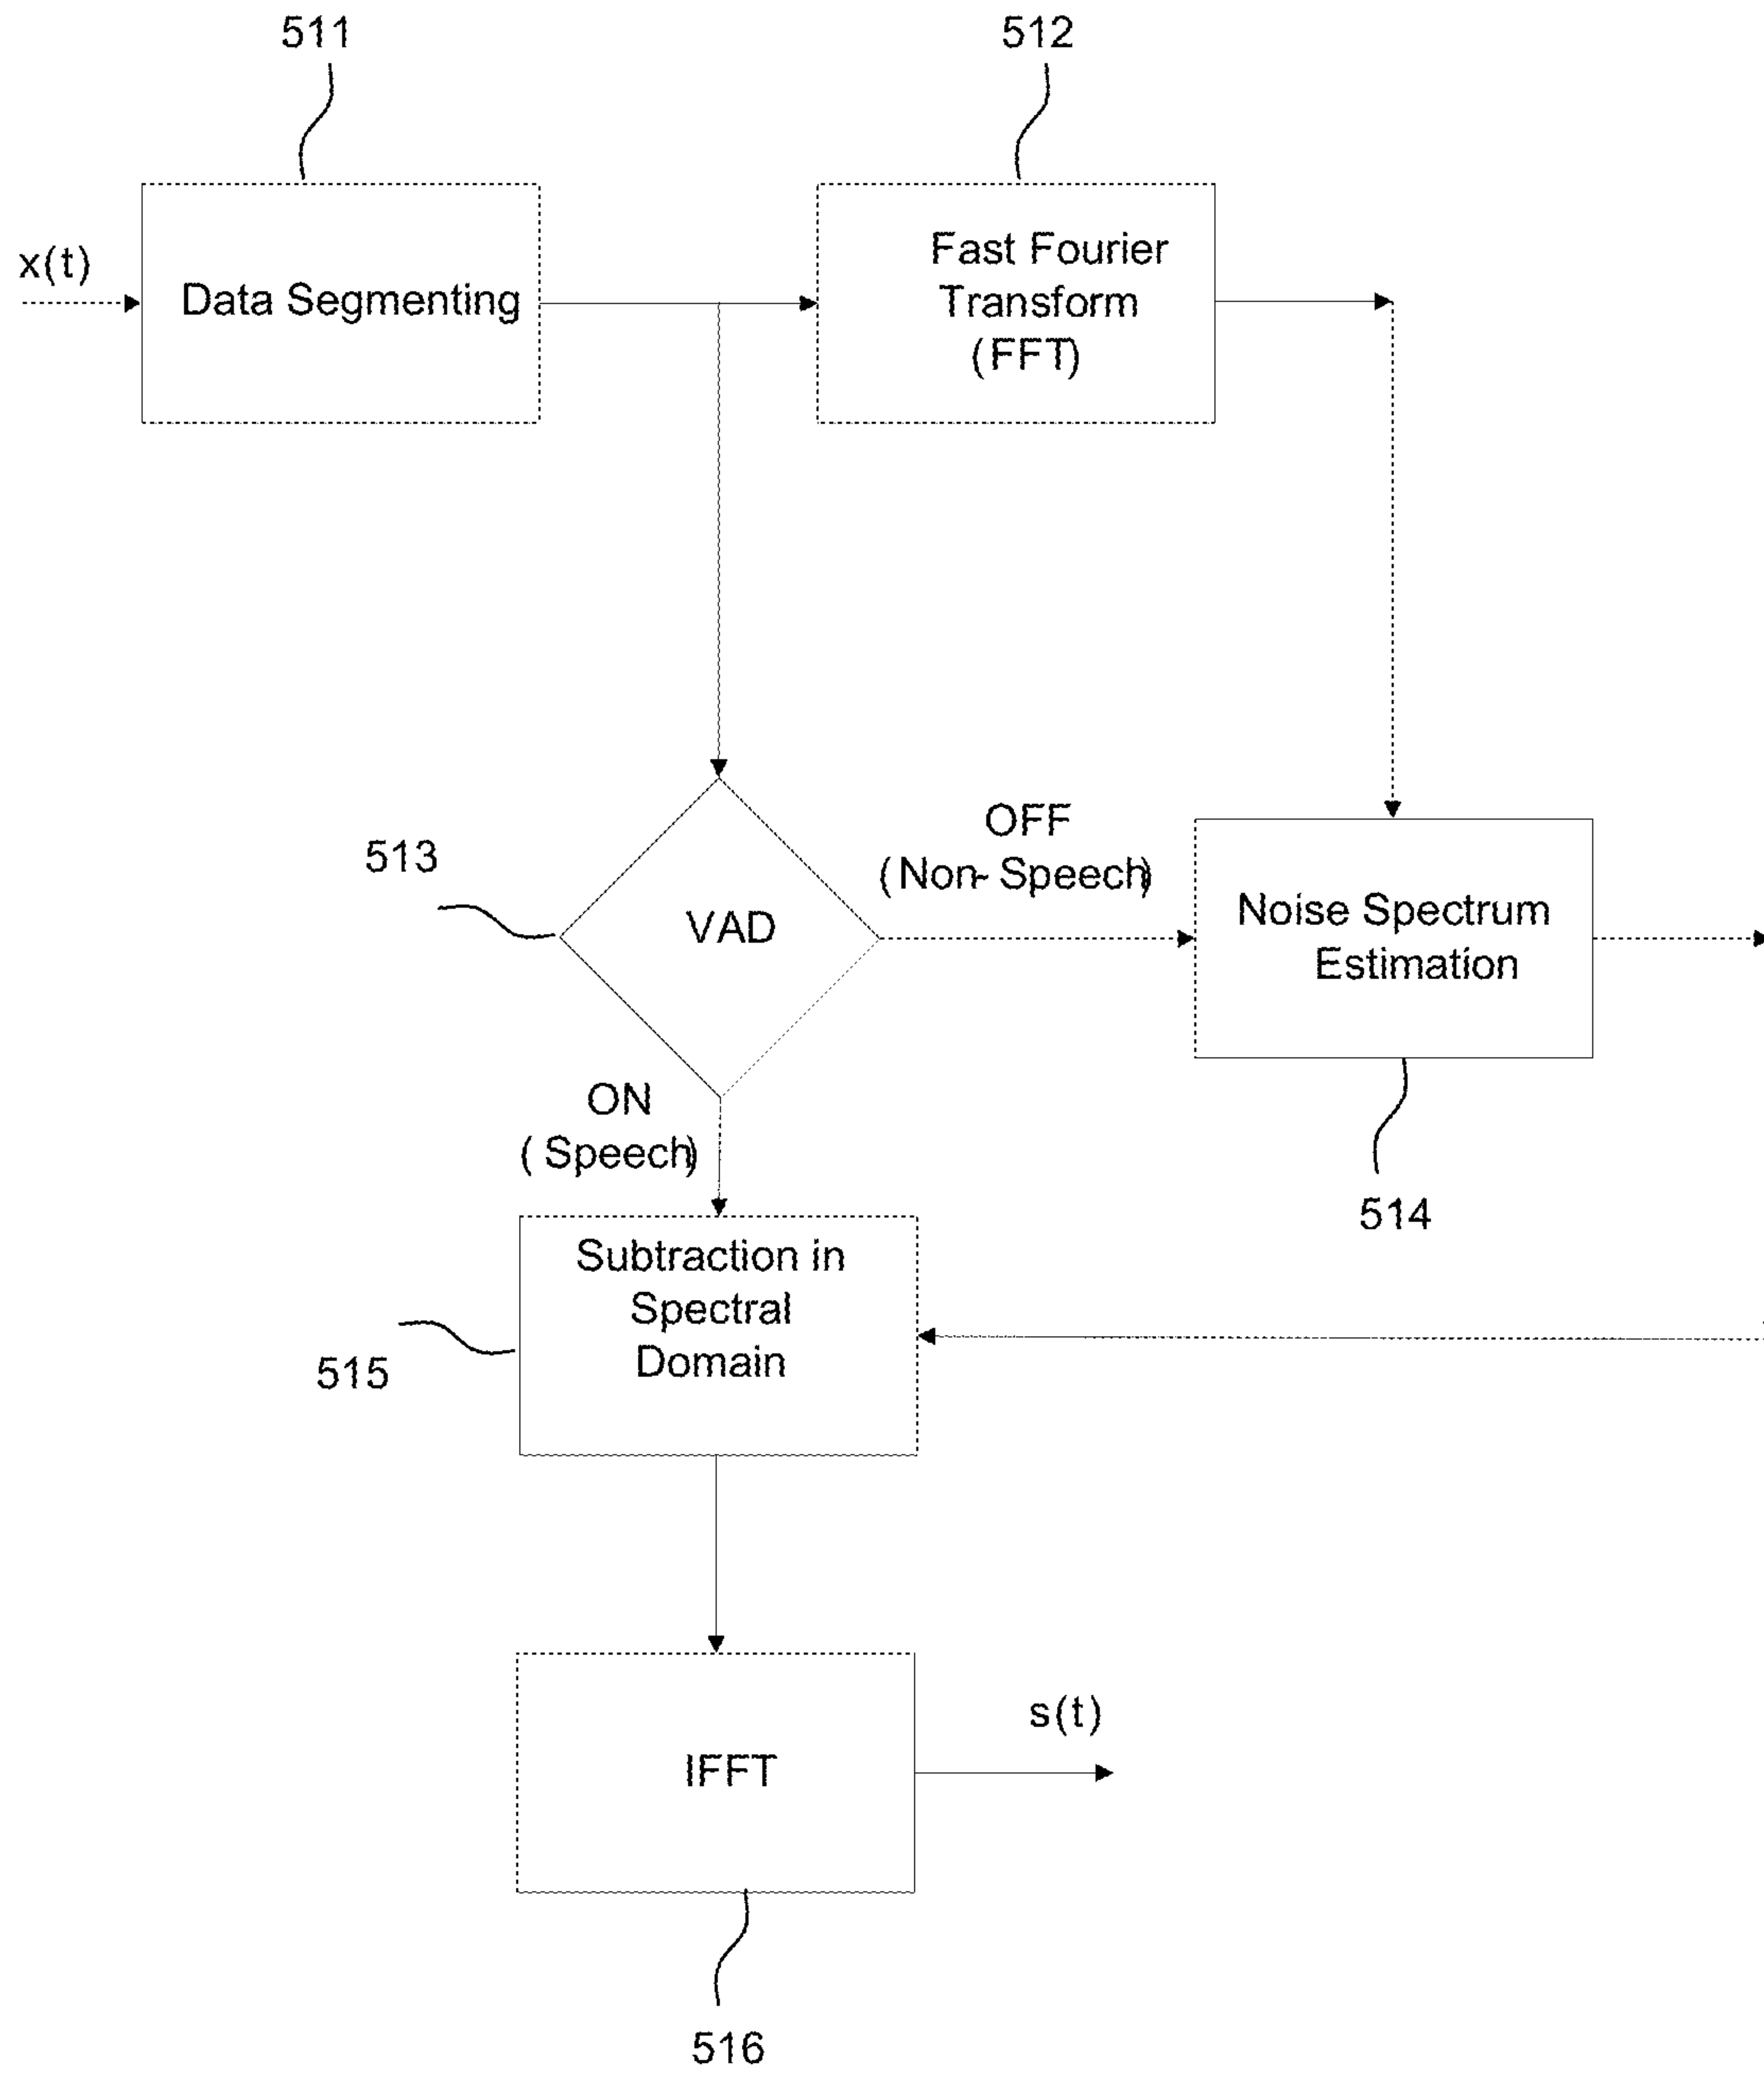 511
512
x(t)
Data Segmenting
Fast Fourier
Transform
(FFT)
513
VAD
OFF
(Non-Speech)
Noise Spectrum
Estimation
ON
(Speech)
514
Subtraction in
Spectral
Domain
515
IFFT
s(t)
516